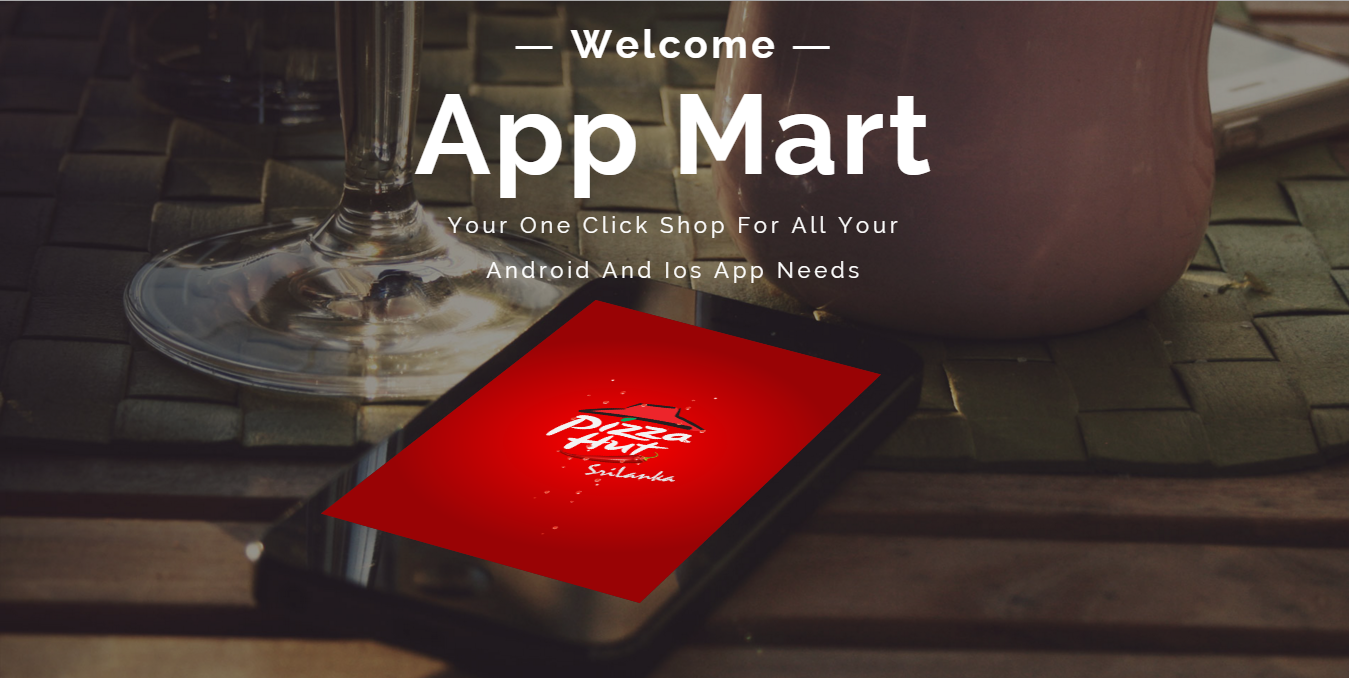 — Welcome —
App Mart
Your One Click Shop For All Your
Android And Ios App Needs
Pizza
Hut
SriLanka